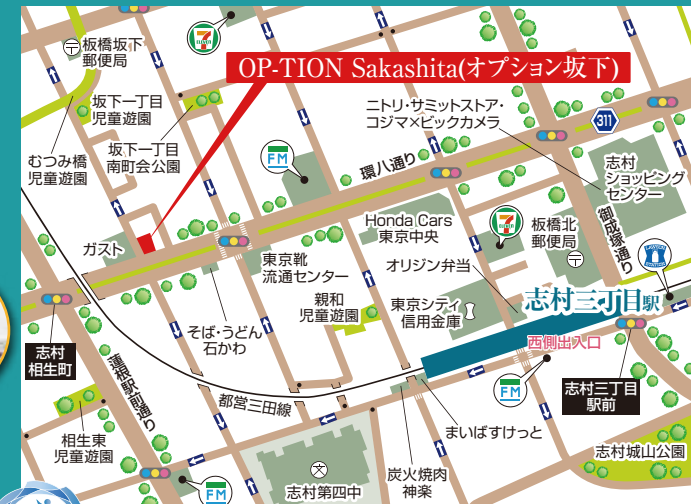 板橋坂下
郵便局
7
ELEVEN
OP-TION Sakashita(オプション坂下)
坂下一丁目
児童遊園
ニトリ・サミットストア・
コジマ×ビックカメラ
311
坂下一丁目
南町会公園
FM
むつみ橋
児童遊園
環八通り
志村
ショッピング
センター
Honda Cars
東京中央
7
ELEVEN
板橋北
郵便局
御成塚通り
ガスト
東京靴
流通センター
オリジン弁当
LAWSON
親和
児童遊園
東京シティ
信用金庫
志村三丁目駅
そば・うどん
石かわ
西側出入口
志村
相生町
蓮根駅前通り
都営三田線
FM
志村三丁目
駅前
相生東
児童遊園
まいばすけっと
志村城山公園
文
志村第四中
炭火焼肉
神楽
FM